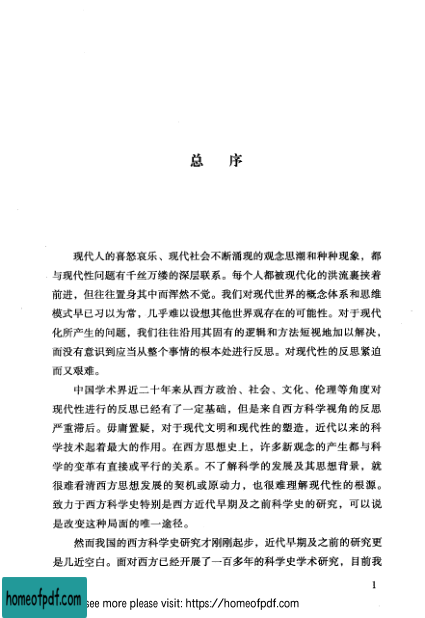 总 序
现代人的喜怒哀乐、现代社会不断涌现的观念思潮和种种现象，都
与现代性问题有千丝万缕的深层联系。每个人都被现代化的洪流裹挟着
前进，但往往置身其中而浑然不觉。我们对现代世界的概念体系和思维
模式早已习以为常，几乎难以设想其他世界观存在的可能性。对于现代
化所产生的问题，我们往往沿用其固有的逻辑和方法短视地加以解决，
而没有意识到应当从整个事情的根本处进行反思。对现代性的反思紧迫
而又艰难。
中国学术界近二十年来从西方政治、社会、文化、伦理等角度对
现代性进行的反思已经有了一定基础，但是来自西方科学视角的反思
严重滞后。毋庸置疑，对于现代文明和现代性的塑造，近代以来的科
学技术起着最大的作用。在西方思想史上，许多新观念的产生都与科
学的变革有直接或平行的关系。不了解科学的发展及其思想背景，就
很难看清西方思想发展的契机或原动力，也很难理解现代性的根源。
致力于西方科学史特别是西方近代早期及之前科学史的研究，可以说
是改变这种局面的唯一途径。
然而我国的西方科学史研究才刚刚起步，近代早期及之前的研究更
是几近空白。面对西方已经开展了一百多年的科学史学术研究，目前我
1
homeofpdf.com
see more please visit: https://homeofpdf.com